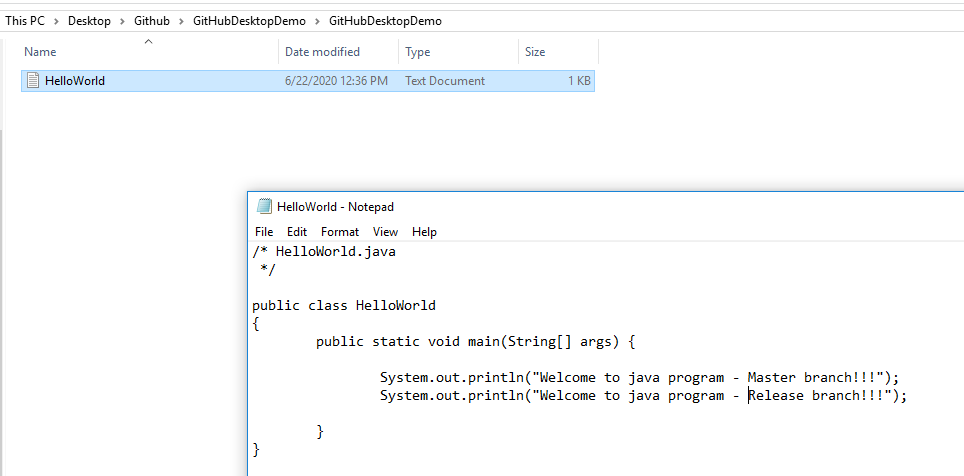 This PC > Desktop > Github > GitHubDesktopDemo > GitHubDesktopDemo
Name Date modified Type Size
HelloWorld 6/22/2020 12:36 PM Text Document 1 KB
HelloWorld - Notepad
File Edit Format View Help
/* HelloWorld.java
 */
public class HelloWorld
{
        public static void main(String[] args) {
                System.out.println("Welcome to java program - Master branch!!!");
                System.out.println("Welcome to java program - Release branch!!!");
        }
}